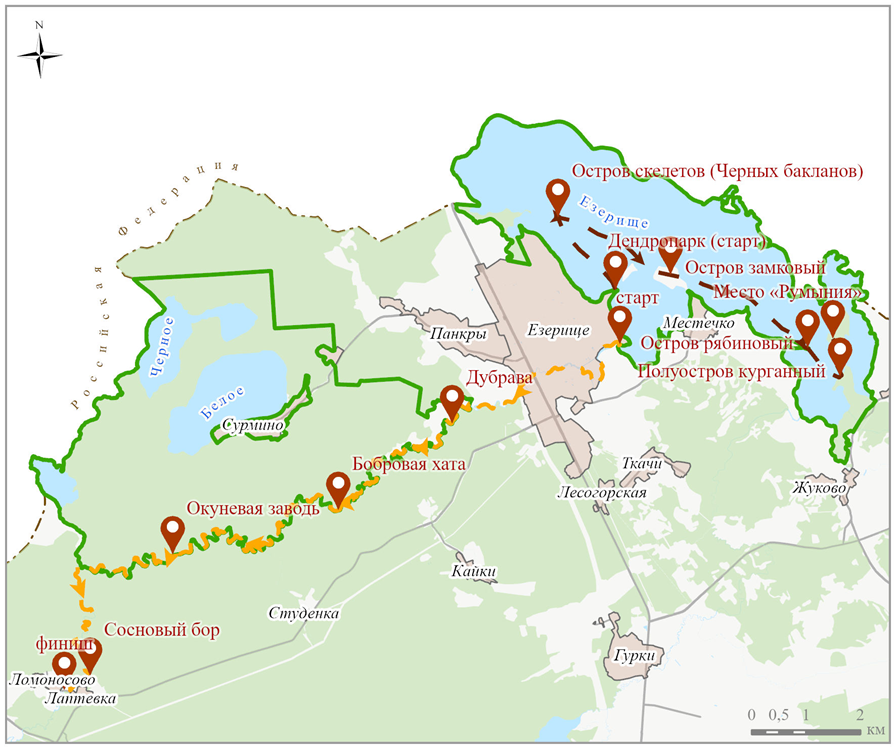 N
Российская Федерация
Остров скелетов (Черных бакланов)
Езерище
Дендропарк (старт)
Остров замковый
Место «Румыния»
старт
Местечко
Черное
Панкры
Езерище
Остров рябиновый
Полуостров курганный
Дубрава
Белое
Сурмино
Бобровая хата
Ткачи
Лесогорская
Жуково
Окуневая заводь
Кайки
Студенка
Сосновый бор
финиш
Гурки
Ломоносово
Лаптевка
0 0,5 1 2
км